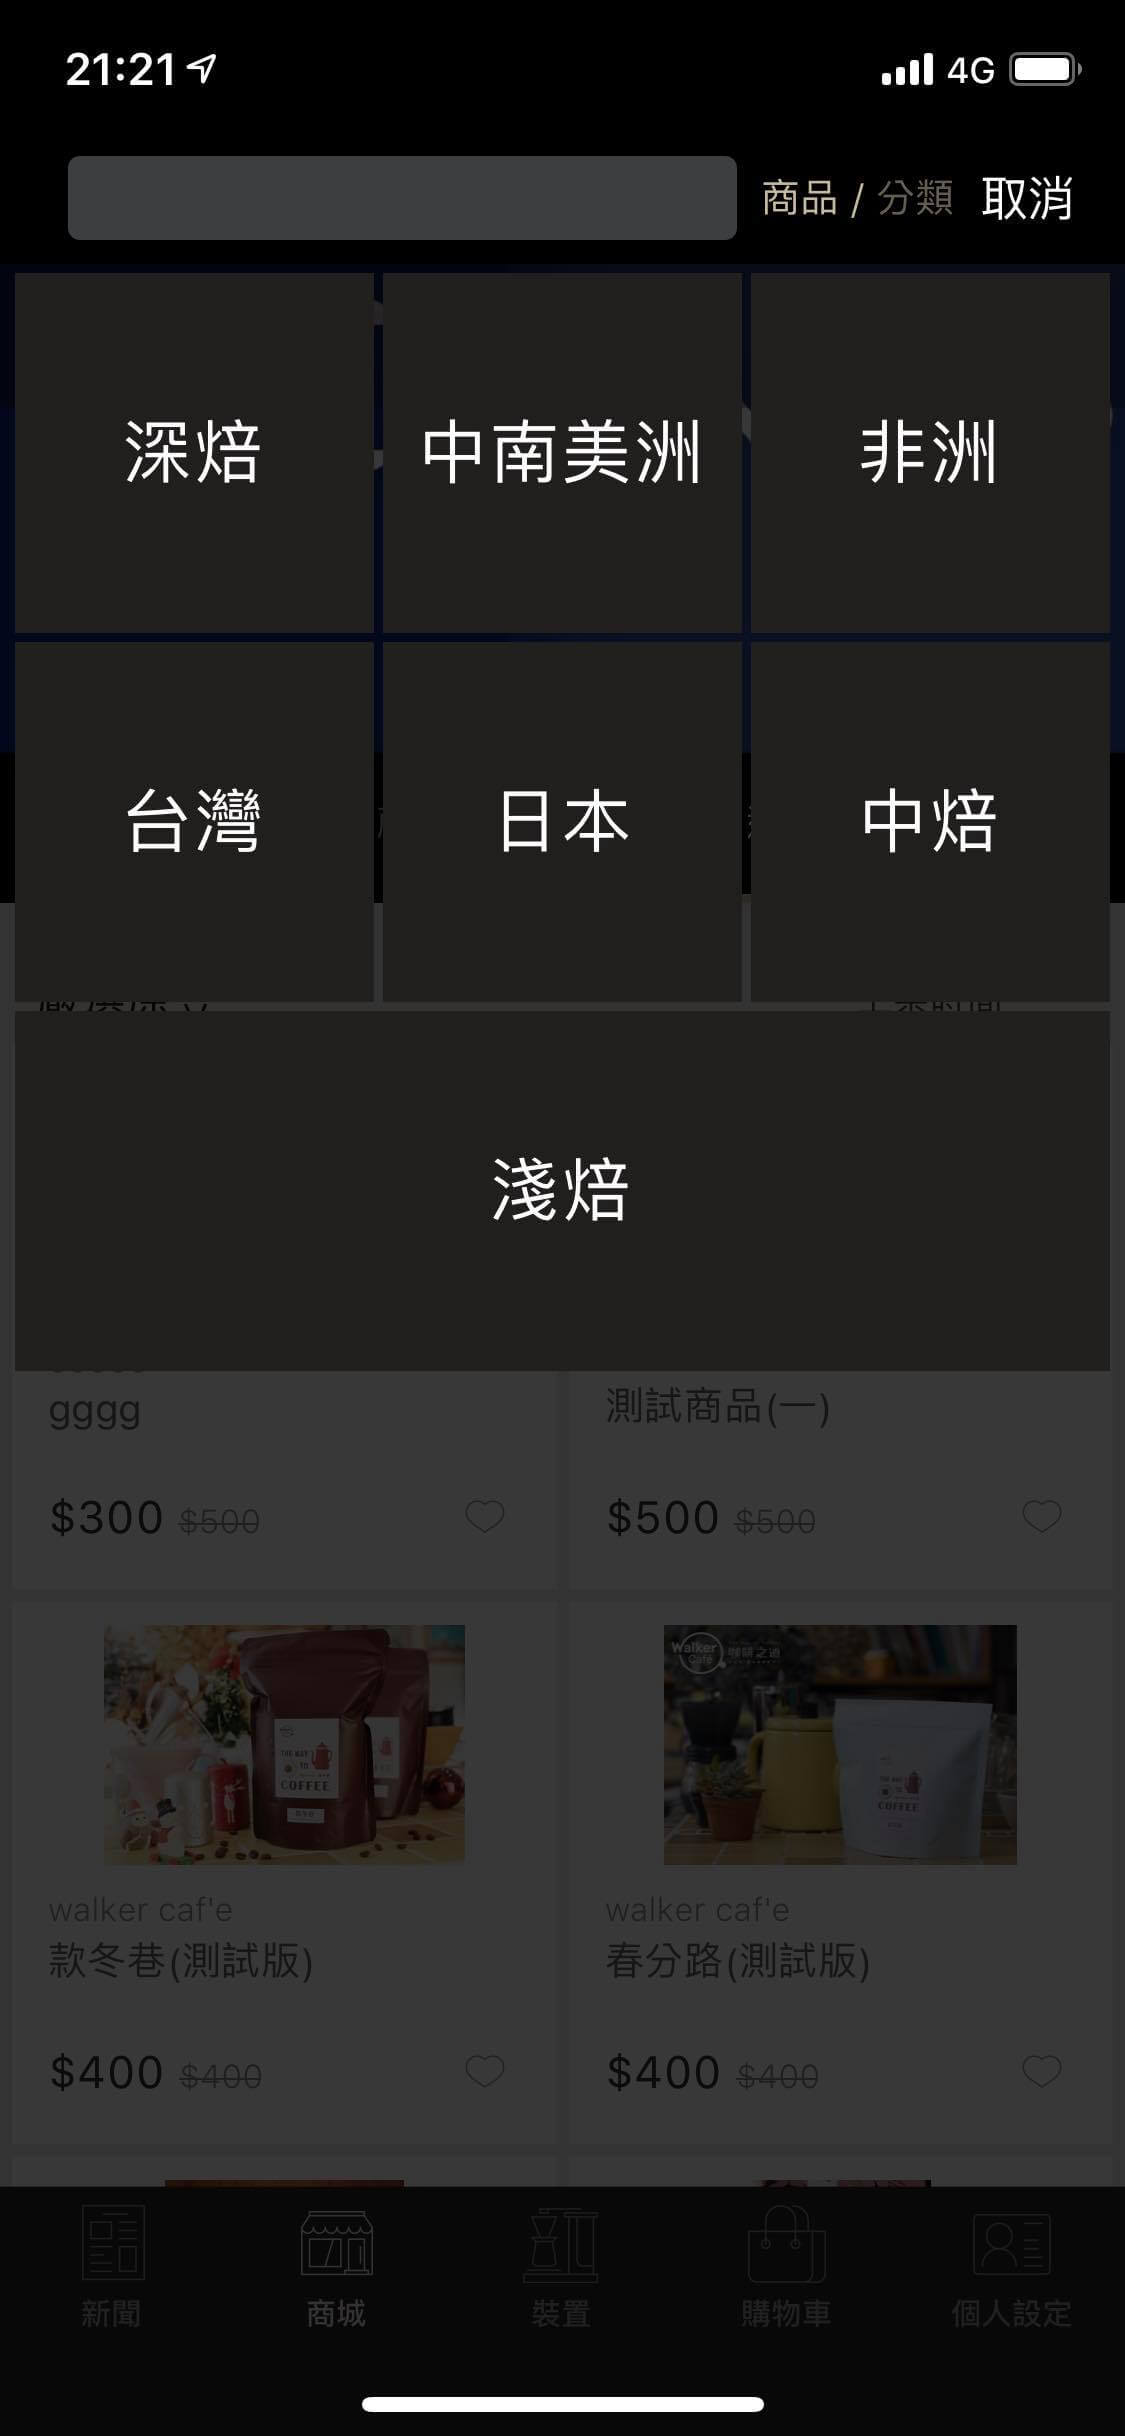 21:21 4G
商品 / 分類 取消
深焙 中南美洲 非洲
台灣 日本 中焙
淺焙
gggg 測試商品(一)
$300 $500 $500 $500
THE WAY TO COFFEE
Walker Café 咖啡之道
THE WAY TO COFFEE
walker caf'e walker caf'e
款冬巷(測試版) 春分路(測試版)
$400 $400 $400 $400
新聞 商城 裝置 購物車 個人設定